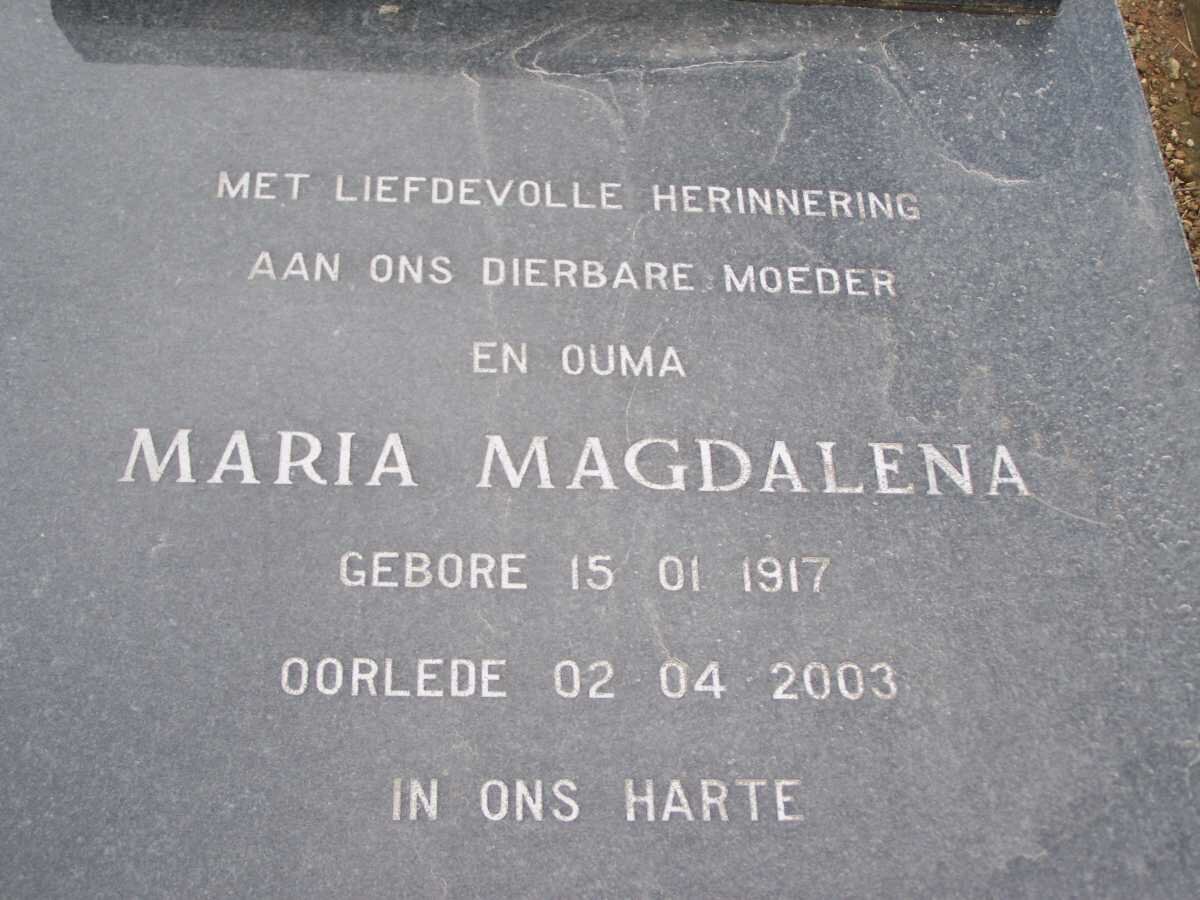 MET LIEFDEVOLLE HERINNERING
AAN ONS DIERBARE MOEDER
EN OUMA
MARIA MAGDALENA
GEBORE 15 01 1917
OORLEDE 02 04 2003
IN ONS HARTE